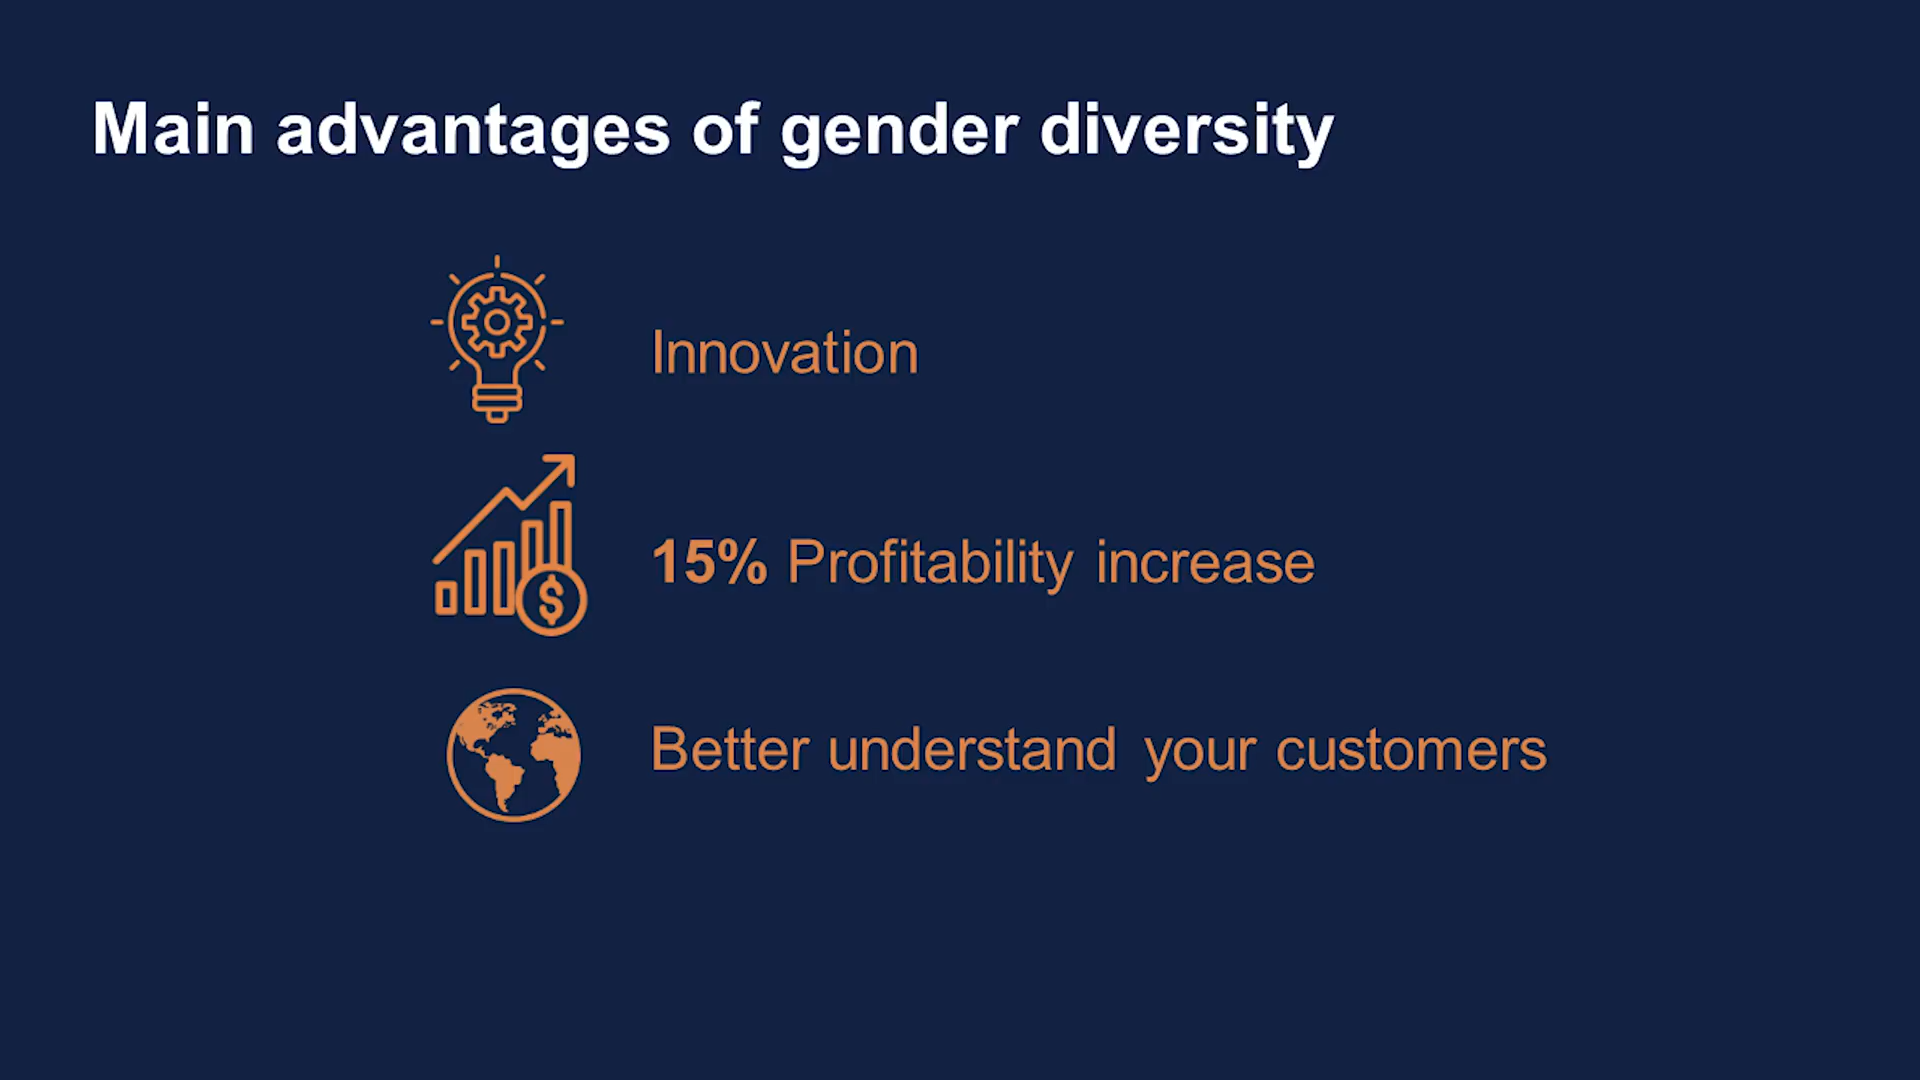 Main advantages of gender diversity
Innovation
$
15% Profitability increase
Better understand your customers